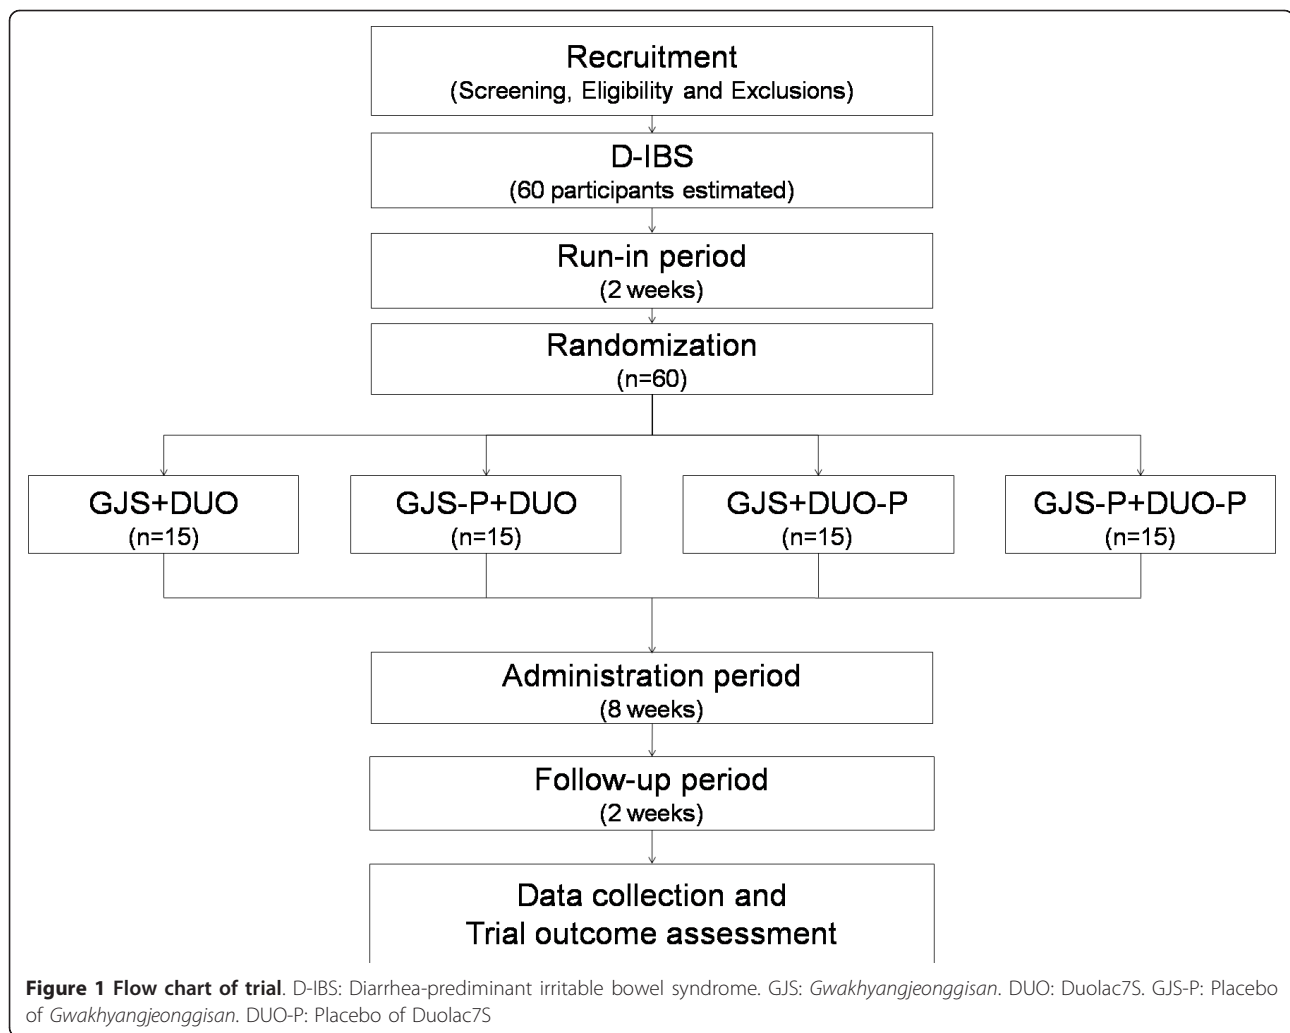 Recruitment
(Screening, Eligibility and Exclusions)
D-IBS
(60 participants estimated)
Run-in period
(2 weeks)
Randomization
(n=60)
GJS+DUO
(n=15)
GJS-P+DUO
(n=15)
GJS+DUO-P
(n=15)
GJS-P+DUO-P
(n=15)
Administration period
(8 weeks)
Follow-up period
(2 weeks)
Data collection and
Trial outcome assessment
Figure 1 Flow chart of trial. D-IBS: Diarrhea-prediminant irritable bowel syndrome. GJS: Gwakhyangjeonggisan. DUO: Duolac7S. GJS-P: Placebo
of Gwakhyangjeonggisan. DUO-P: Placebo of Duolac7S